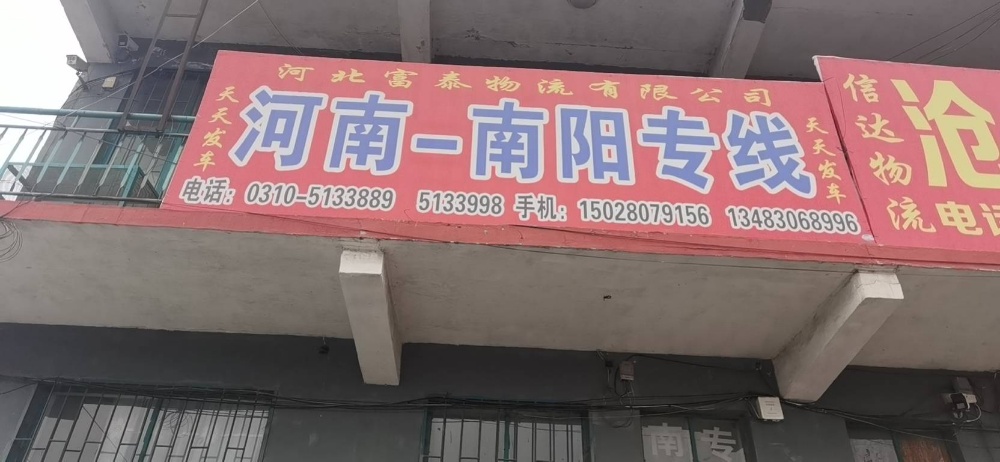 河北富泰物流有限公司
天天发车
河南－南阳专线
天天发车
电话：0310-5133889 5133998 手机：15028079156 13483068996
信达物流
沧
电话
南专